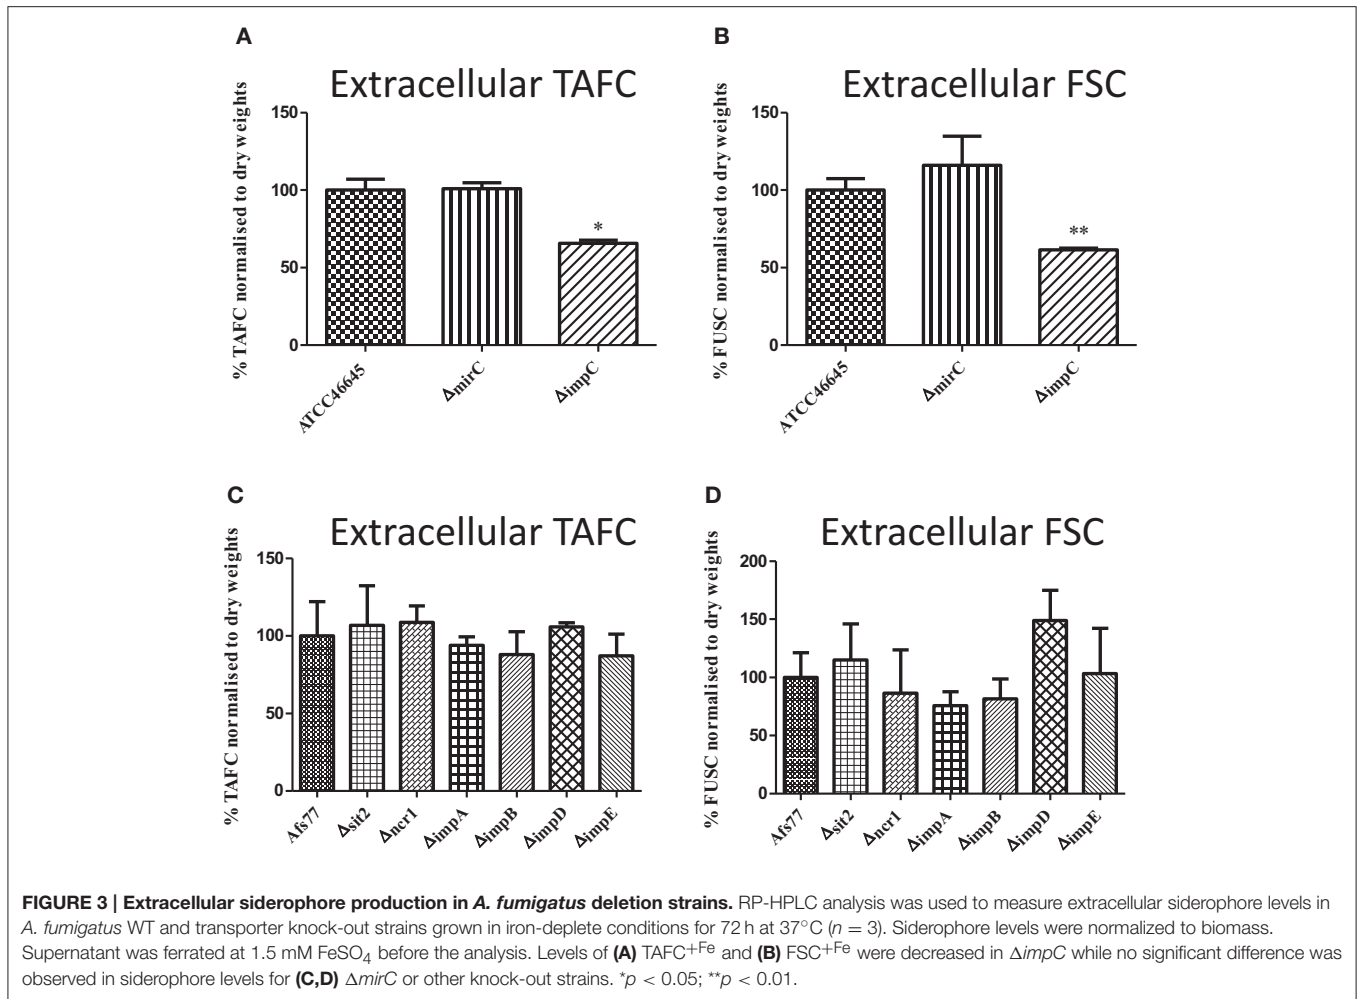 A
Extracellular TAFC
% TAFC normalised to dry weights
150
100
50
0
*
ATCC46645
ΔmirC
ΔimpC
B
Extracellular FSC
% FUSC normalised to dry weights
150
100
50
0
**
ATCC46645
ΔmirC
ΔimpC
C
Extracellular TAFC
% TAFC normalised to dry weights
150
100
50
0
Afs77
Δsit2
Δncr1
ΔimpA
ΔimpB
ΔimpD
ΔimpE
D
Extracellular FSC
% FUSC normalised to dry weights
200
150
100
50
0
Afs77
Δsit2
Δncr1
ΔimpA
ΔimpB
ΔimpD
ΔimpE
FIGURE 3 | Extracellular siderophore production in A. fumigatus deletion strains. RP-HPLC analysis was used to measure extracellular siderophore levels in
A. fumigatus WT and transporter knock-out strains grown in iron-deplete conditions for 72 h at 37°C (n = 3). Siderophore levels were normalized to biomass.
Supernatant was ferrated at 1.5 mM FeSO₄ before the analysis. Levels of (A) TAFC⁺ᶠᵉ and (B) FSC⁺ᶠᵉ were decreased in ΔimpC while no significant difference was
observed in siderophore levels for (C,D) ΔmirC or other knock-out strains. *p < 0.05; **p < 0.01.